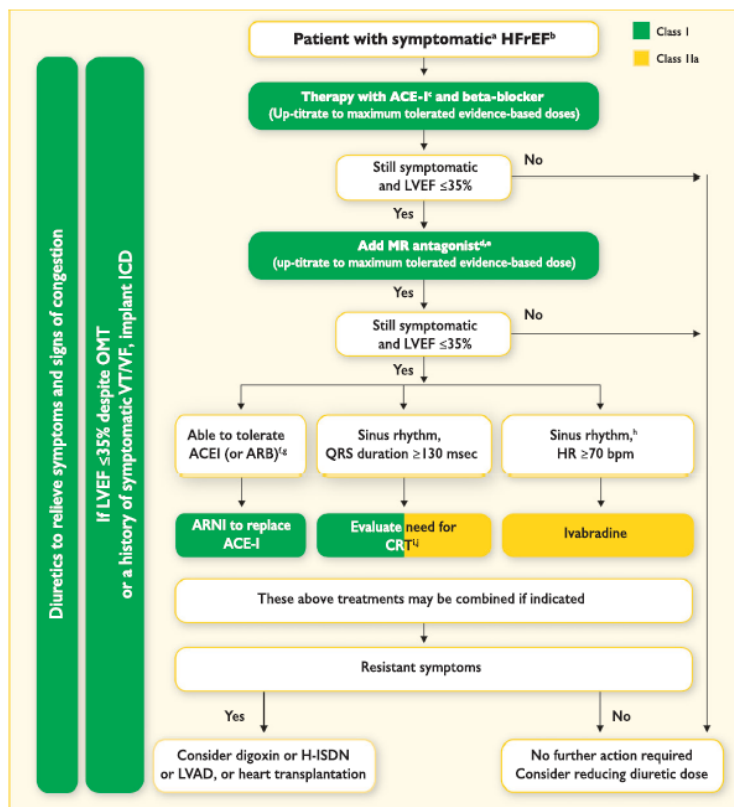 Patient with symptomaticᵃ HFrEFᵇ
Class I
Class IIa
Therapy with ACE-Iᶜ and beta-blocker
(Up-titrate to maximum tolerated evidence-based doses)
Still symptomatic
and LVEF ≤35%
No
Yes
Add MR antagonistᵈ,ᵉ
(up-titrate to maximum tolerated evidence-based dose)
Yes
Still symptomatic
and LVEF ≤35%
No
Yes
Able to tolerate
ACEI (or ARB)ᶠ,ᵍ
Sinus rhythm,
QRS duration ≥130 msec
Sinus rhythm,ʰ
HR ≥70 bpm
ARNI to replace
ACE-I
Evaluate need for
CRTⁱ,ʲ
Ivabradine
These above treatments may be combined if indicated
Resistant symptoms
Yes
No
Consider digoxin or H-ISDN
or LVAD, or heart transplantation
No further action required
Consider reducing diuretic dose
Diuretics to relieve symptoms and signs of congestion
If LVEF ≤35% despite OMT
or a history of symptomatic VT/VF, implant ICD